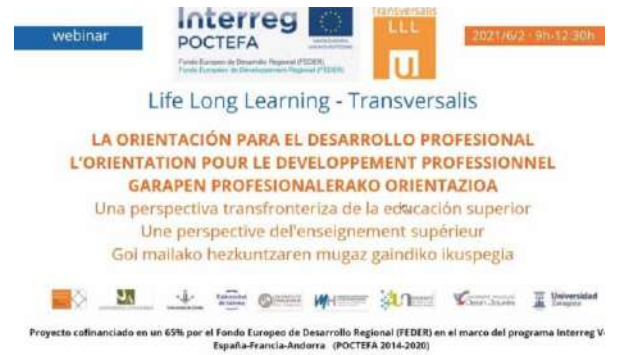 webinar
Interreg
POCTEFA
Fondo Europeo de Desarrollo Regional (FEDER)
Fonds Européen de Développement Régional (FEDER)
Transversalis
LLL
U
2021/6/2 · 9h-12:30h
Life Long Learning - Transversalis
LA ORIENTACIÓN PARA EL DESARROLLO PROFESIONAL
L'ORIENTATION POUR LE DEVELOPPEMENT PROFESSIONNEL
GARAPEN PROFESIONALERAKO ORIENTAZIOA
Una perspectiva transfronteriza de la educación superior
Une perspective del'enseignement supérieur
Goi mailako hezkuntzaren mugaz gaindiko ikuspegia
Universidad
Zaragoza
Proyecto cofinanciado en un 65% por el Fondo Europeo de Desarrollo Regional (FEDER) en el marco del programa Interreg V-
España-Francia-Andorra (POCTEFA 2014-2020)